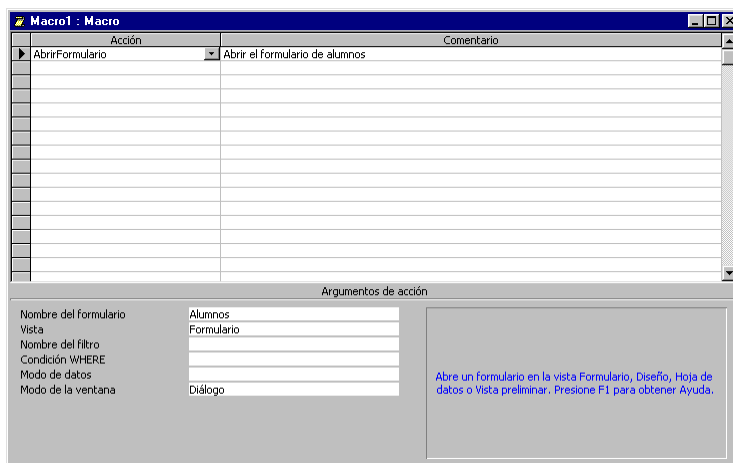 Macro1 : Macro
Acción Comentario
AbrirFormulario Abrir el formulario de alumnos
Argumentos de acción
Nombre del formulario Alumnos
Vista Formulario
Nombre del filtro
Condición WHERE
Modo de datos
Modo de la ventana Diálogo
Abre un formulario en la vista Formulario, Diseño, Hoja de
datos o Vista preliminar. Presione F1 para obtener Ayuda.